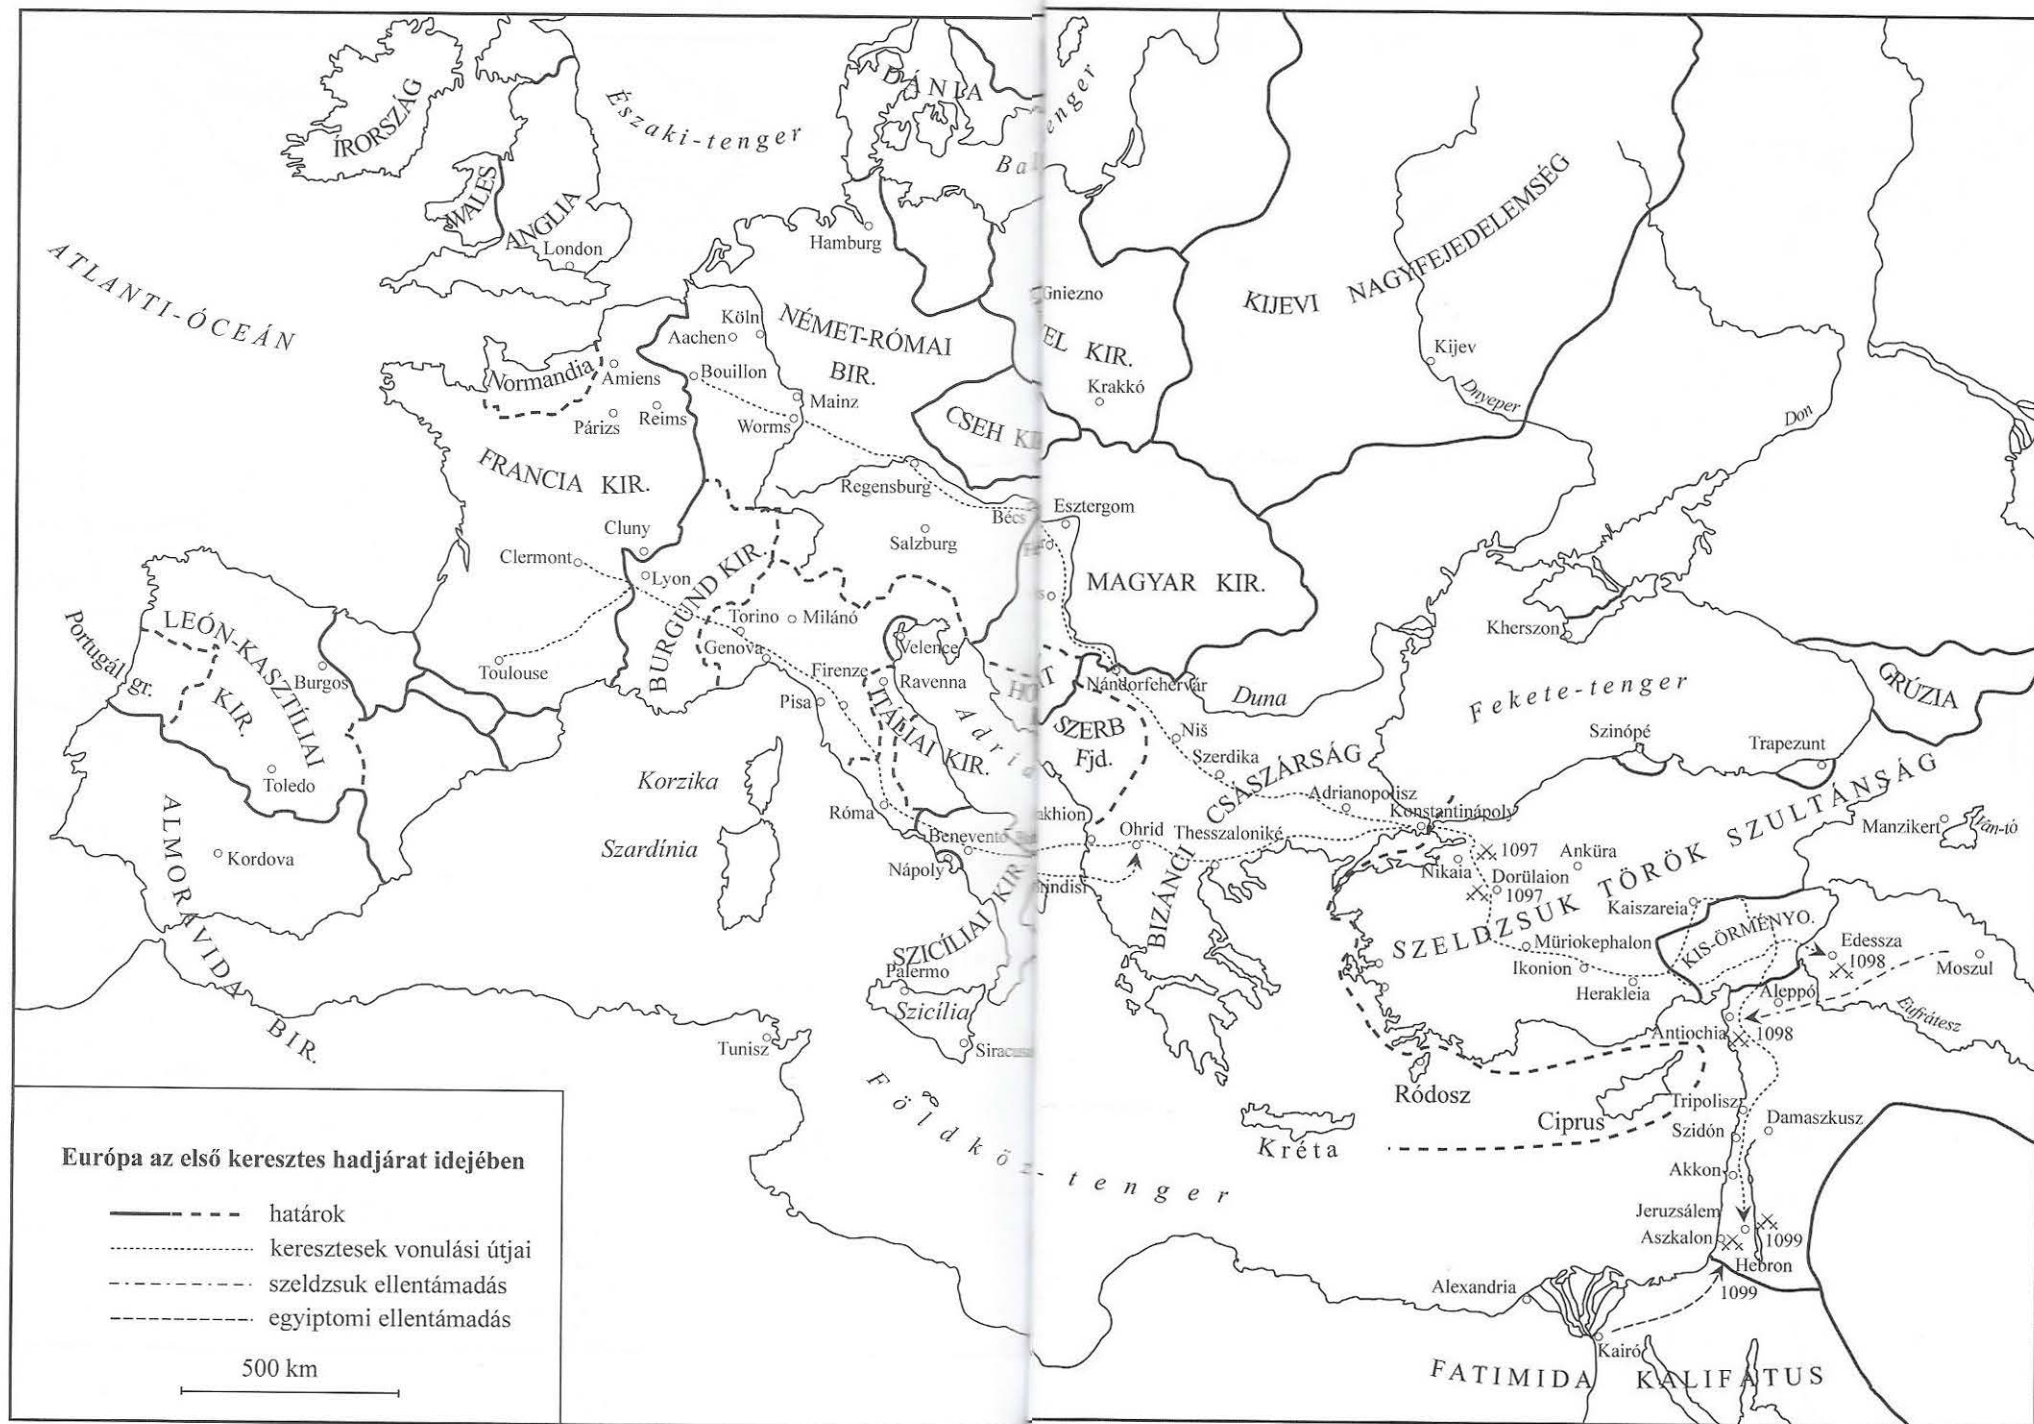 ÍRORSZÁG
WALES
ANGLIA
London
Északi-tenger
DÁNIA
ATLANTI-ÓCEÁN
Hamburg
Gniezno
KIR.
Krakkó
KIJEVI NAGYFEJEDELEMSÉG
Kijev
Dnyeper
Don
Köln
Aachen
NÉMET-RÓMAI
BIR.
Bouillon
Mainz
Worms
Normandia
Amiens
Párizs
Reims
FRANCIA KIR.
CSEH
Regensburg
Bécs
Esztergom
Salzburg
MAGYAR KIR.
Cluny
Clermont
Lyon
BURGUND KIR.
Torino
Milánó
Genova
Velence
Toulouse
Firenze
Ravenna
Pisa
ITÁLIAI KIR.
LEÓN-KASZTÍLIAI
KIR.
Portugál gr.
Burgos
Toledo
Kordova
ALMORAVIDA
BIR.
Korzika
Szardínia
Róma
Benevento
Nápoly
SZICÍLIAI KIR.
Palermo
Szicília
Siracusa
Tunisz
Földközi-tenger
Nándorfehérvár
Duna
SZERB
Fjd.
Niš
Szerdika
BIZÁNCI CSÁSZÁRSÁG
Adrianopolisz
Konstantinápoly
Ohrid
Thesszaloniké
Kherszon
Fekete-tenger
GRÚZIA
Szinópé
Trapezunt
SZELDZSUK TÖRÖK SZULTÁNSÁG
Manzikert
1097
Nikaia
Anküra
Dorülaion
1097
Kaiszareia
KIS-ÖRMÉNYO.
Müriokephalon
Ikonion
Herakleia
Edessza
1098
Moszul
Aleppó
Eufrátesz
Antiochia
1098
Ródosz
Ciprus
Kréta
Tripolisz
Damaszkusz
Szidón
Akkon
Jeruzsálem
Aszkalon
1099
Hebron
1099
Alexandria
Kairó
FATIMIDA KALIFÁTUS
Európa az első keresztes hadjárat idejében
határok
keresztesek vonulási útjai
szeldzsuk ellentámadás
egyiptomi ellentámadás
500 km